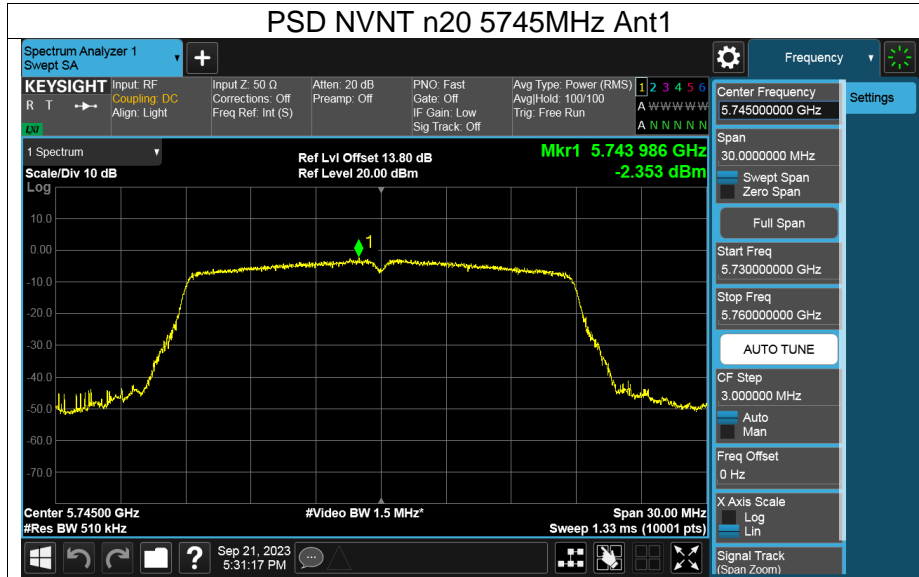 PSD NVNT n20 5745MHz Ant1
Spectrum Analyzer 1
Swept SA
+
Frequency
KEYSIGHT
R T
LXI
Input: RF
Coupling: DC
Align: Light
Input Z: 50 Ω
Corrections: Off
Freq Ref: Int (S)
Atten: 20 dB
Preamp: Off
PNO: Fast
Gate: Off
IF Gain: Low
Sig Track: Off
Avg Type: Power (RMS)
Avg|Hold: 100/100
Trig: Free Run
1 2 3 4 5 6
A W W W W W
A N N N N N
1 Spectrum
Scale/Div 10 dB
Log
Ref Lvl Offset 13.80 dB
Ref Level 20.00 dBm
Mkr1 5.743 986 GHz
-2.353 dBm
10.0
0.00
-10.0
-20.0
-30.0
-40.0
-50.0
-60.0
-70.0
1
Center 5.74500 GHz
#Res BW 510 kHz
#Video BW 1.5 MHz*
Span 30.00 MHz
Sweep 1.33 ms (10001 pts)
Center Frequency
5.745000000 GHz
Settings
Span
30.0000000 MHz
Swept Span
Zero Span
Full Span
Start Freq
5.730000000 GHz
Stop Freq
5.760000000 GHz
AUTO TUNE
CF Step
3.000000 MHz
Auto
Man
Freq Offset
0 Hz
X Axis Scale
Log
Lin
Signal Track
(Span Zoom)
?
Sep 21, 2023
5:31:17 PM